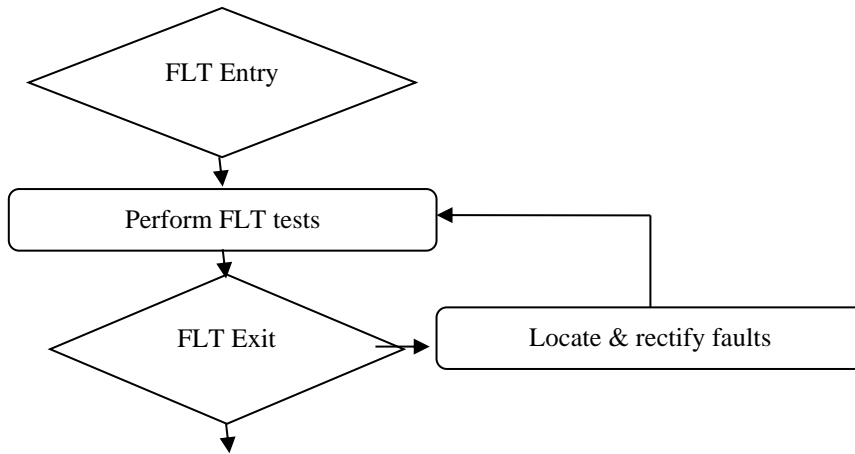 FLT Entry
Perform FLT tests
FLT Exit
Locate & rectify faults